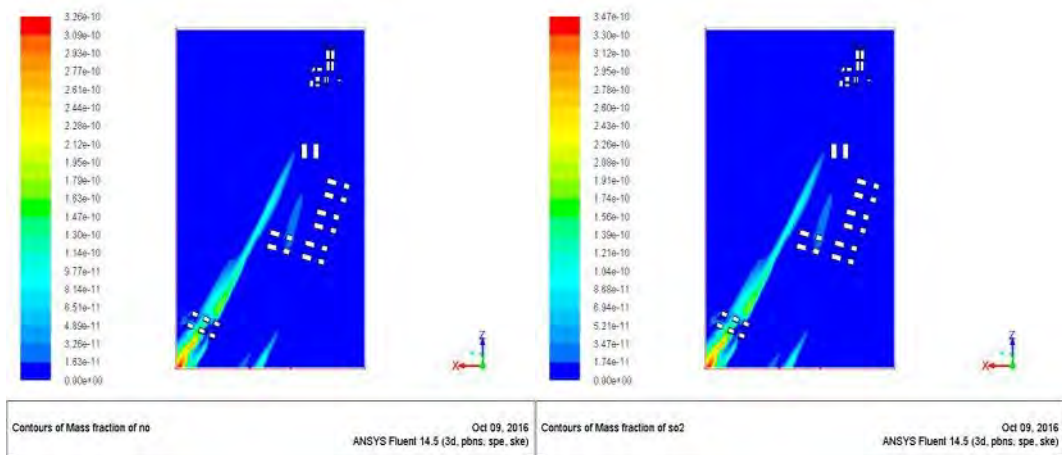 3.26e-10
3.09e-10
2.93e-10
2.77e-10
2.61e-10
2.44e-10
2.28e-10
2.12e-10
1.95e-10
1.79e-10
1.63e-10
1.47e-10
1.30e-10
1.14e-10
9.77e-11
8.14e-11
6.51e-11
4.89e-11
3.26e-11
1.63e-11
0.00e+00
Z
X
Contours of Mass fraction of no
Oct 09, 2016
ANSYS Fluent 14.5 (3d, pbns, spe, ske)
3.47e-10
3.30e-10
3.12e-10
2.95e-10
2.78e-10
2.60e-10
2.43e-10
2.26e-10
2.08e-10
1.91e-10
1.74e-10
1.56e-10
1.39e-10
1.21e-10
1.04e-10
8.68e-11
6.94e-11
5.21e-11
3.47e-11
1.74e-11
0.00e+00
Z
X
Contours of Mass fraction of so2
Oct 09, 2016
ANSYS Fluent 14.5 (3d, pbns, spe, ske)